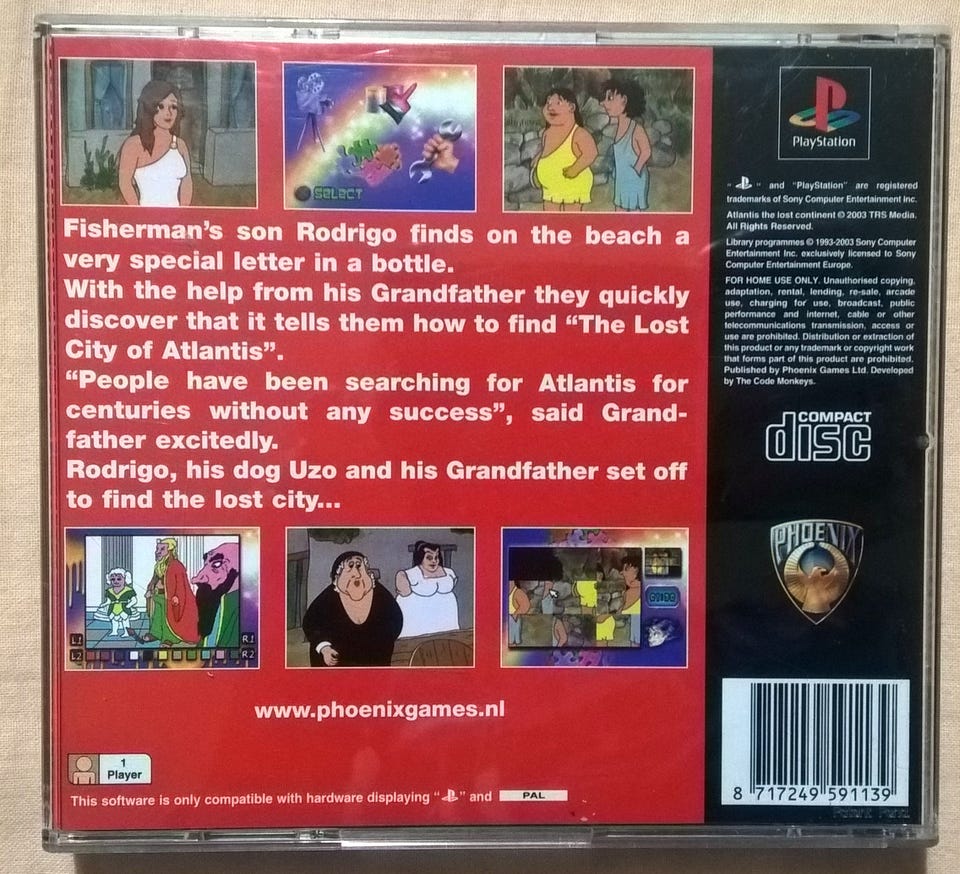 SELECT
Fisherman's son Rodrigo finds on the beach a
very special letter in a bottle.
With the help from his Grandfather they quickly
discover that it tells them how to find “The Lost
City of Atlantis”.
“People have been searching for Atlantis for
centuries without any success”, said Grand-
father excitedly.
Rodrigo, his dog Uzo and his Grandfather set off
to find the lost city...
L1
R1
L2
R2
www.phoenixgames.nl
1
Player
This software is only compatible with hardware displaying “ ” and PAL
PlayStation
“ ” and “PlayStation” are registered
trademarks of Sony Computer Entertainment Inc.
Atlantis the lost continent © 2003 TRS Media.
All Rights Reserved.
Library programmes © 1993-2003 Sony Computer
Entertainment Inc. exclusively licensed to Sony
Computer Entertainment Europe.
FOR HOME USE ONLY. Unauthorised copying,
adaptation, rental, lending, re-sale, arcade
use, charging for use, broadcast, public
performance and internet, cable or other
telecommunications transmission, access or
use are prohibited. Distribution or extraction of
this product or any trademark or copyright work
that forms part of this product are prohibited.
Published by Phoenix Games Ltd. Developed
by The Code Monkeys.
COMPACT
disc
PHOENIX
8 717249 591139